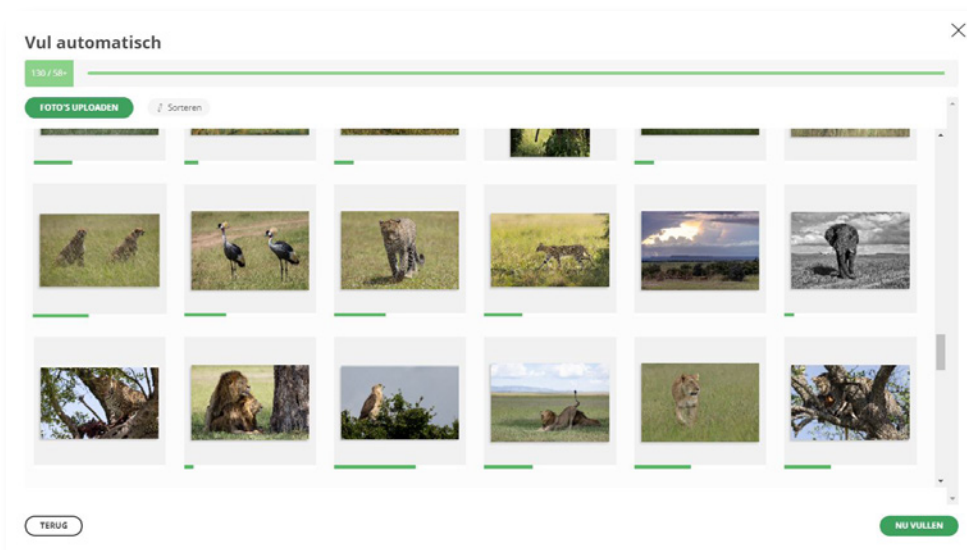 Vul automatisch
130 / 58+
FOTO'S UPLOADEN
Sorteren
TERUG
NU VULLEN